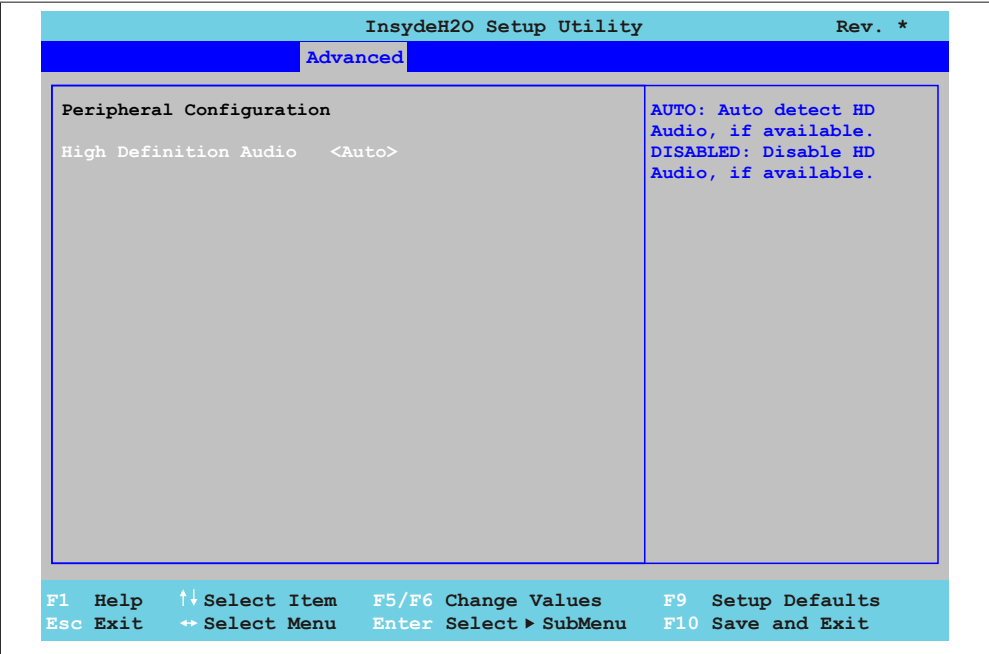 InsydeH2O Setup Utility Rev. *
Advanced
Peripheral Configuration
High Definition Audio <Auto>
AUTO: Auto detect HD
Audio, if available.
DISABLED: Disable HD
Audio, if available.
F1 Help ↑↓ Select Item F5/F6 Change Values F9 Setup Defaults
Esc Exit ↔ Select Menu Enter Select ▶ SubMenu F10 Save and Exit